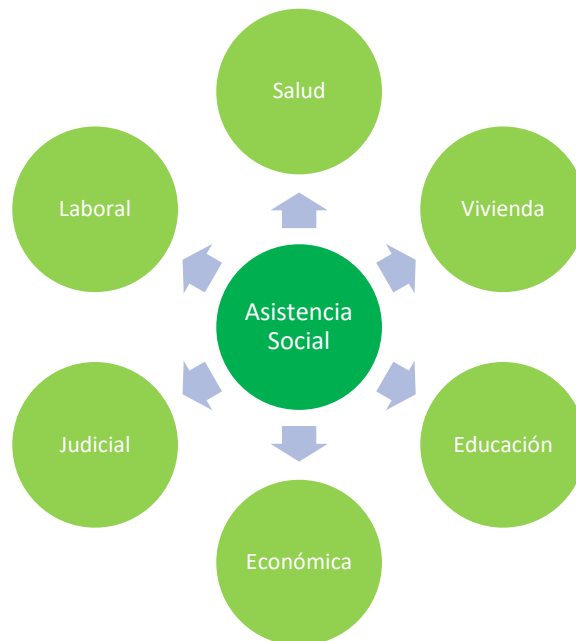 Salud
Laboral
Vivienda
Asistencia
Social
Judicial
Educación
Económica